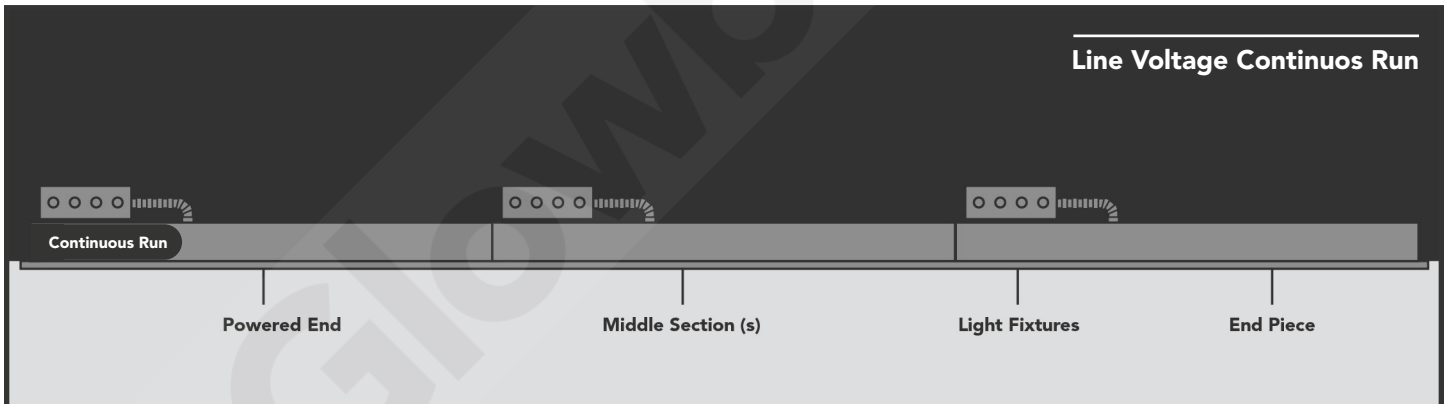 Line Voltage Continuos Run
Continuous Run
Powered End
Middle Section (s)
Light Fixtures
End Piece